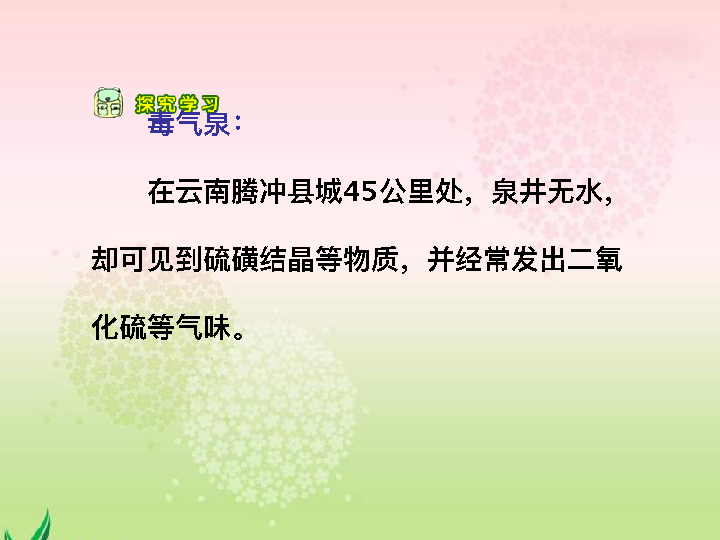 探究学习
毒气泉：
在云南腾冲县城45公里处，泉井无水，
却可见到硫磺结晶等物质，并经常发出二氧
化硫等气味。